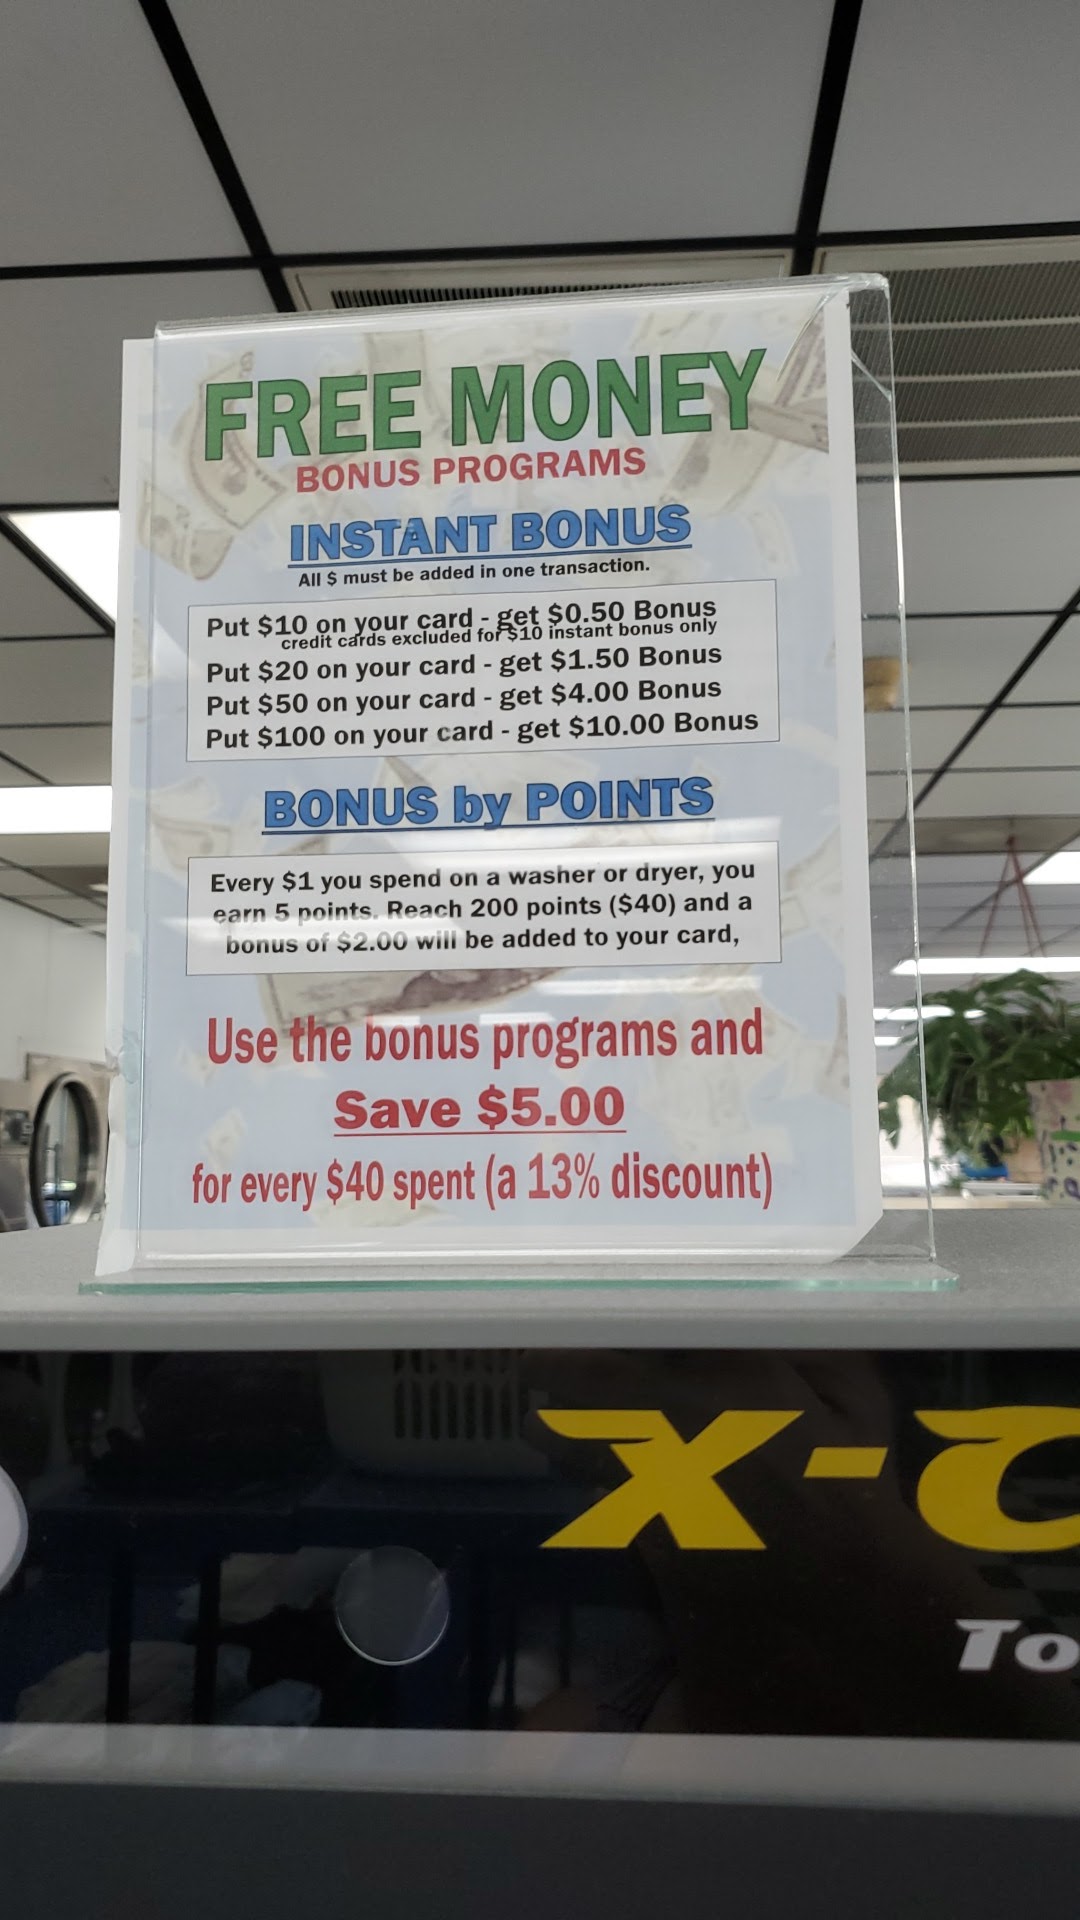 FREE MONEY
BONUS PROGRAMS
INSTANT BONUS
All $ must be added in one transaction.
Put $10 on your card - get $0.50 Bonus
credit cards excluded for $10 instant bonus only
Put $20 on your card - get $1.50 Bonus
Put $50 on your card - get $4.00 Bonus
Put $100 on your card - get $10.00 Bonus
BONUS by POINTS
Every $1 you spend on a washer or dryer, you
earn 5 points. Reach 200 points ($40) and a
bonus of $2.00 will be added to your card,
Use the bonus programs and
Save $5.00
for every $40 spent (a 13% discount)
X-
To